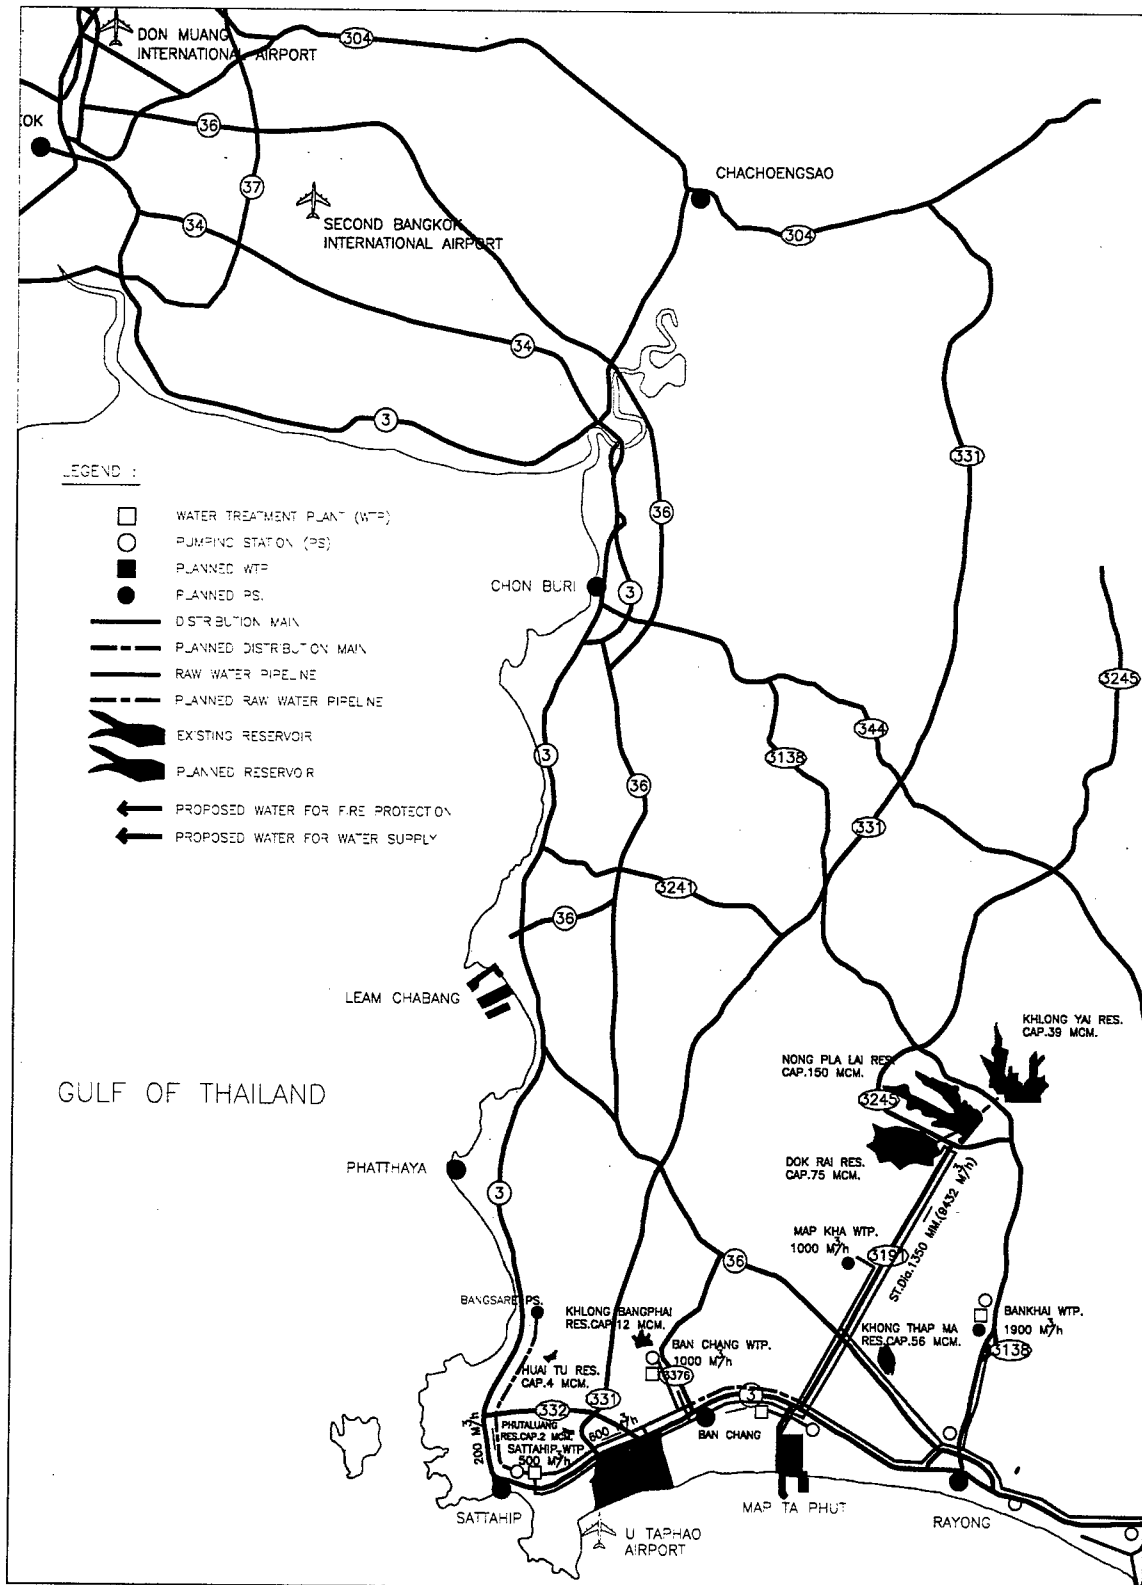 DON MUANG
INTERNATIONAL AIRPORT
304
OK
36
37
34
SECOND BANGKOK
INTERNATIONAL AIRPORT
CHACHOENGSAO
304
34
3
331
LEGEND :
WATER TREATMENT PLANT (WTP)
PUMPING STATION (PS)
PLANNED WTP
PLANNED PS.
DISTRIBUTION MAIN
PLANNED DISTRIBUTION MAIN
RAW WATER PIPELINE
PLANNED RAW WATER PIPELINE
EXISTING RESERVOIR
PLANNED RESERVOIR
PROPOSED WATER FOR FIRE PROTECTION
PROPOSED WATER FOR WATER SUPPLY
36
CHON BURI
3
3245
344
3
3138
36
331
3241
36
LEAM CHABANG
KHLONG YAI RES.
CAP.39 MCM.
NONG PLA LAI RES.
CAP.150 MCM.
GULF OF THAILAND
3245
PHATTHAYA
DOK RAI RES.
CAP.75 MCM.
3
ST.Dia.1350 MM.(9432 M³/h)
MAP KHA WTP.
1000 M³/h
3191
36
BANGSARE PS.
KHLONG BANGPHAI
RES.CAP.12 MCM.
KHONG THAP MA
RES.CAP.56 MCM.
BANKHAI WTP.
1900 M³/h
3138
BAN CHANG WTP.
1000 M³/h
HUAI TU RES.
CAP.4 MCM.
3376
331
332
3
PHUTALUANG
RES.CAP.2 MCM.
600 M³/h
200 M³/h
SATTAHIP WTP
500 M³/h
BAN CHANG
MAP TA PHUT
SATTAHIP
RAYONG
U TAPHAO
AIRPORT